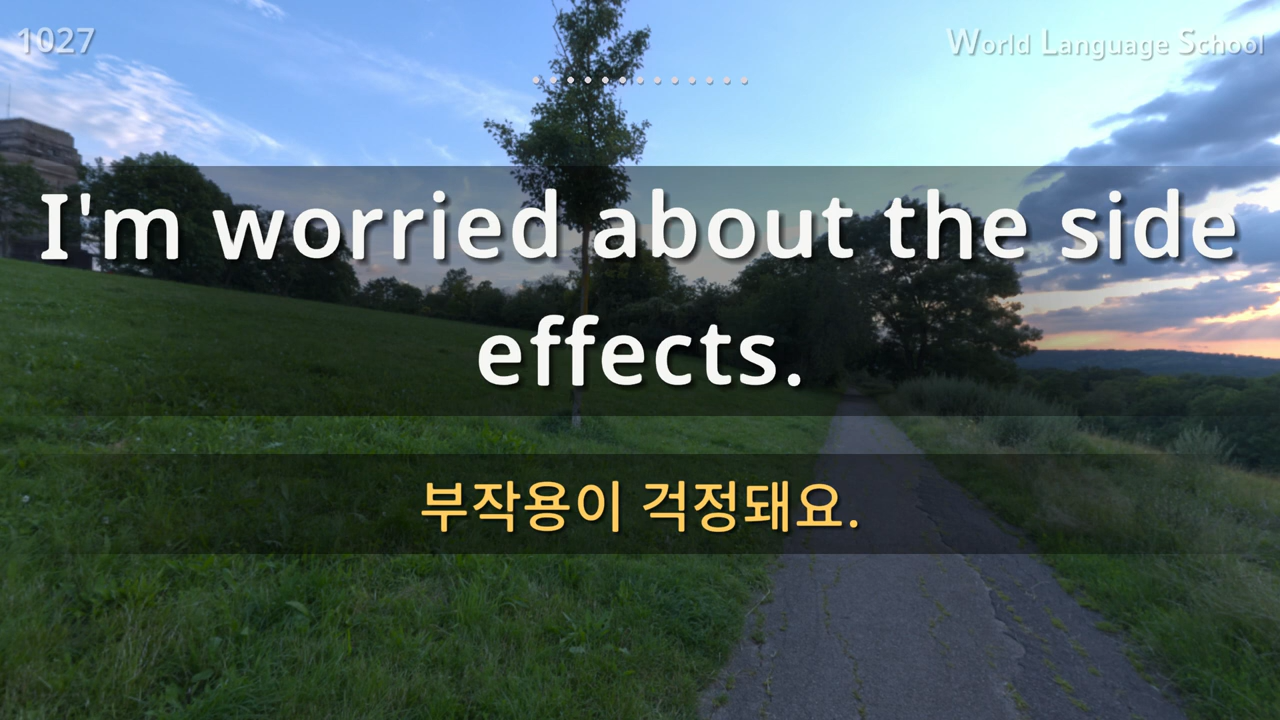 1027
World Language School
I'm worried about the side
effects.
부작용이 걱정돼요.